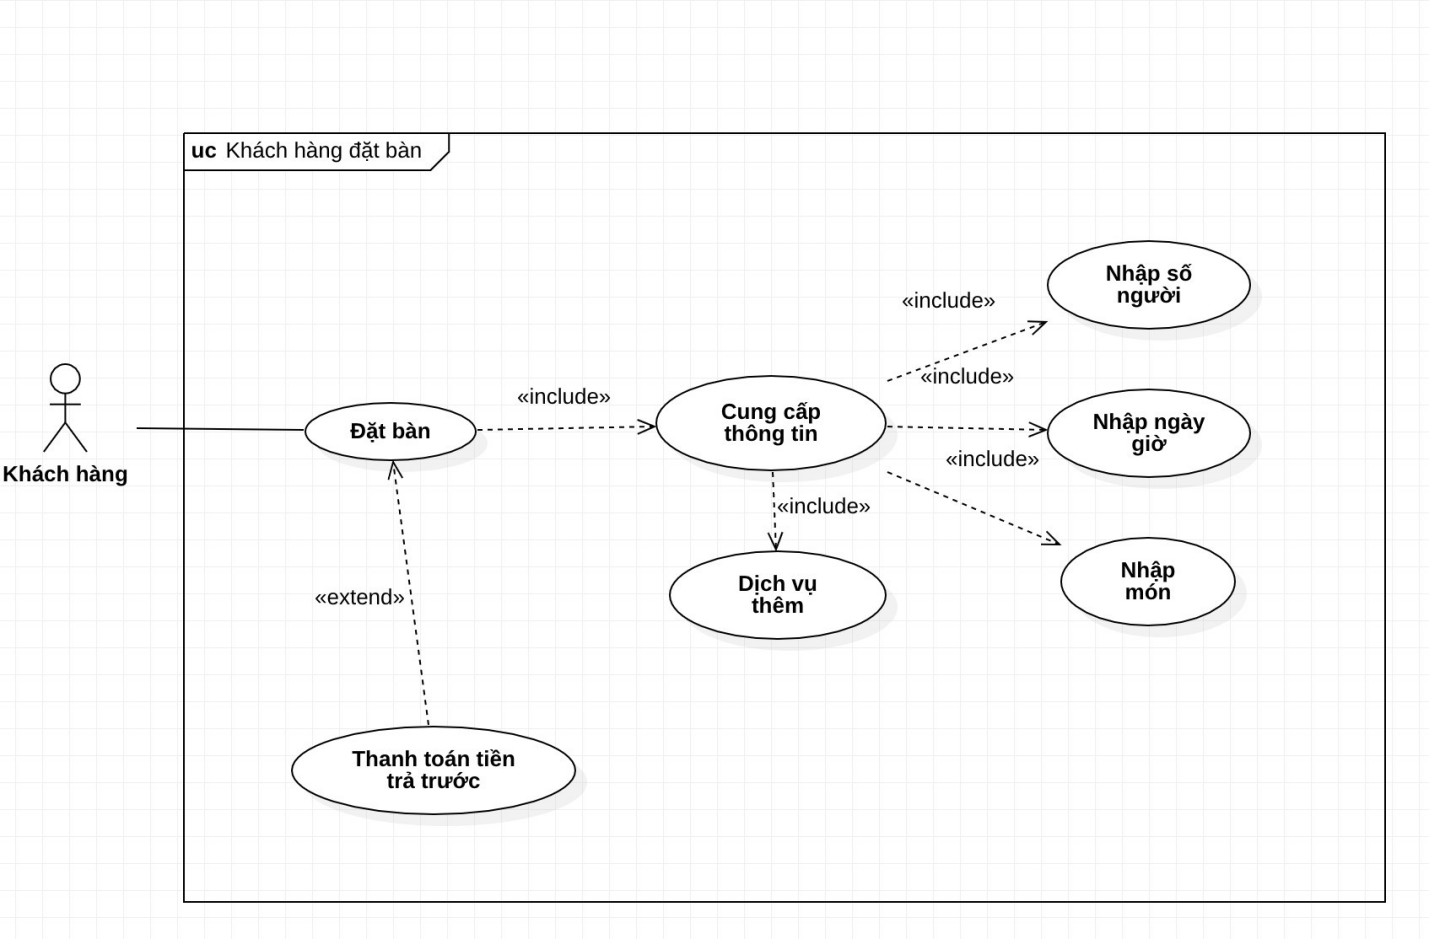 uc Khách hàng đặt bàn
Nhập số
người
«include»
«include»
«include»
Cung cấp
thông tin
Nhập ngày
giờ
Đặt bàn
«include»
Khách hàng
«include»
Nhập
món
Dịch vụ
thêm
«extend»
Thanh toán tiền
trả trước